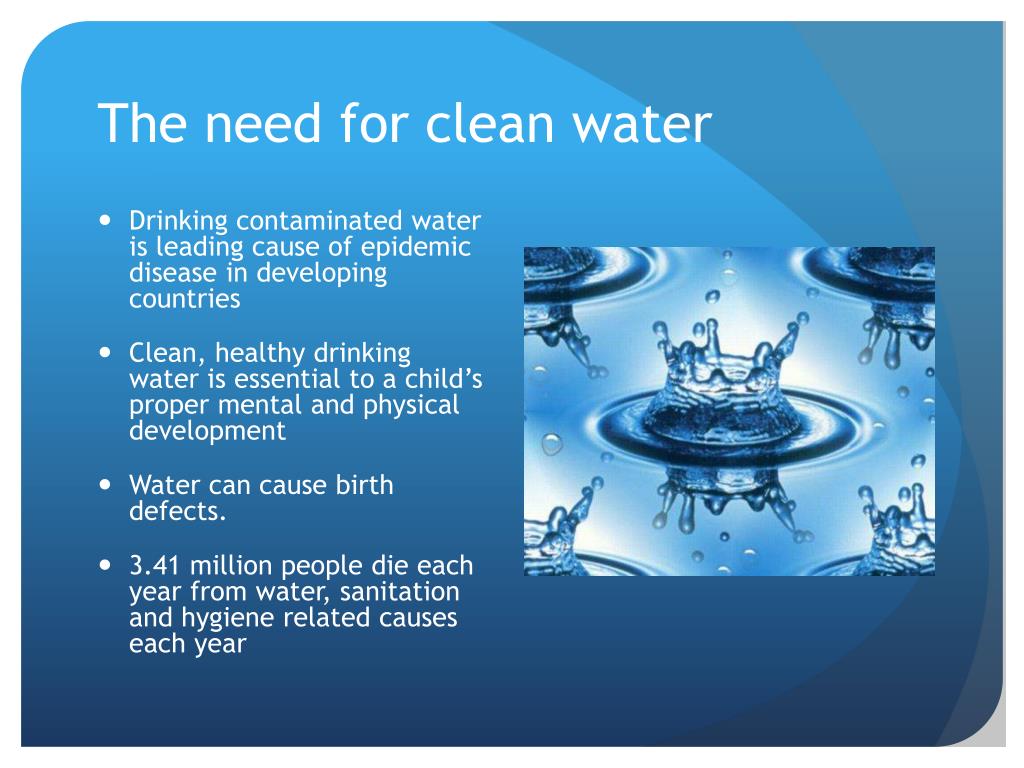 The need for clean water
• Drinking contaminated water
is leading cause of epidemic
disease in developing
countries
• Clean, healthy drinking
water is essential to a child’s
proper mental and physical
development
• Water can cause birth
defects.
• 3.41 million people die each
year from water, sanitation
and hygiene related causes
each year